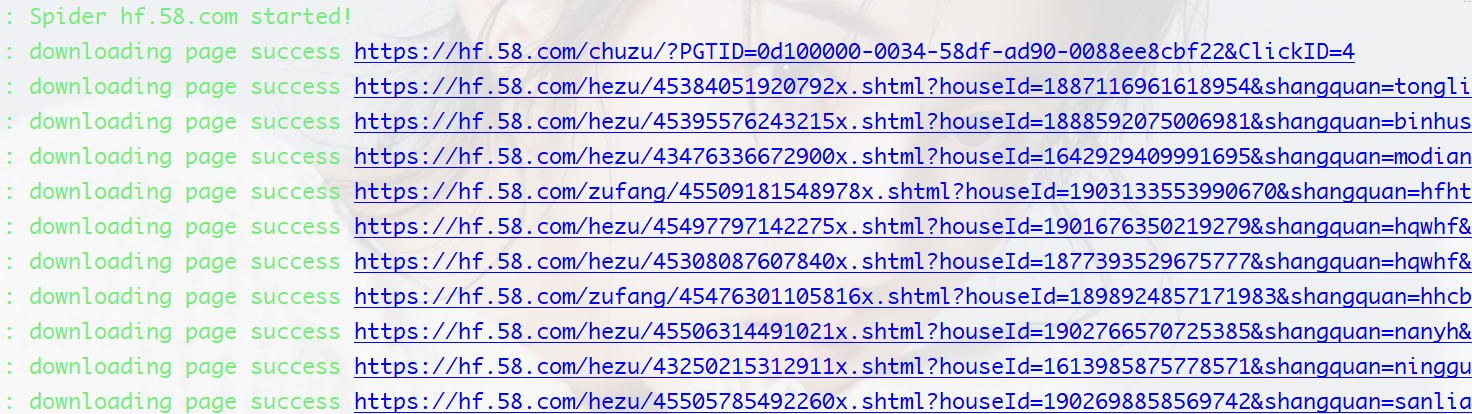 : Spider hf.58.com started!
: downloading page success https://hf.58.com/chuzu/?PGTID=0d100000-0034-58df-ad90-0088ee8cbf22&ClickID=4
: downloading page success https://hf.58.com/hezu/45384051920792x.shtml?houseId=1887116961618954&shangquan=tongli
: downloading page success https://hf.58.com/hezu/45395576243215x.shtml?houseId=1888592075006981&shangquan=binhus
: downloading page success https://hf.58.com/hezu/43476336672900x.shtml?houseId=1642929409991695&shangquan=modian
: downloading page success https://hf.58.com/zufang/45509181548978x.shtml?houseId=1903133553990670&shangquan=hfht
: downloading page success https://hf.58.com/hezu/45497797142275x.shtml?houseId=1901676350219279&shangquan=hqwhf&
: downloading page success https://hf.58.com/hezu/45308087607840x.shtml?houseId=1877393529675777&shangquan=hqwhf&
: downloading page success https://hf.58.com/zufang/45476301105816x.shtml?houseId=1898924857171983&shangquan=hhcb
: downloading page success https://hf.58.com/hezu/45506314491021x.shtml?houseId=1902766570725385&shangquan=nanyh&
: downloading page success https://hf.58.com/hezu/43250215312911x.shtml?houseId=1613985875778571&shangquan=ninggu
: downloading page success https://hf.58.com/hezu/45505785492260x.shtml?houseId=1902698858569742&shangquan=sanlia